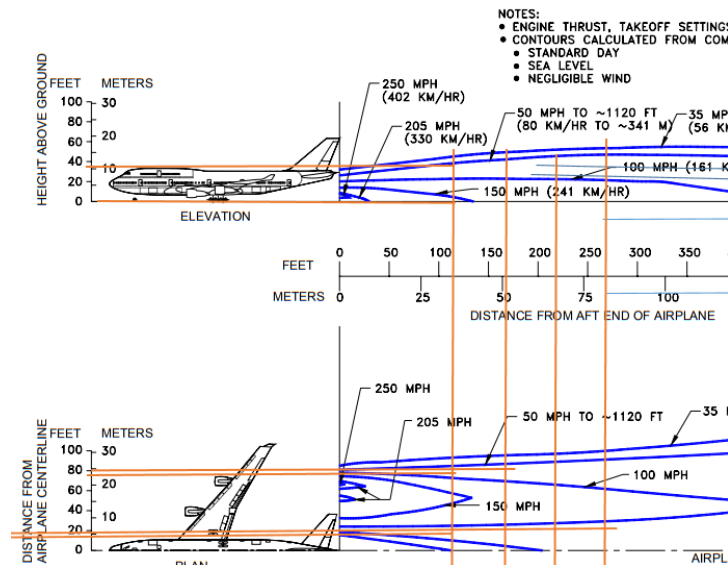 NOTES:
• ENGINE THRUST, TAKEOFF SETTINGS
• CONTOURS CALCULATED FROM COM
• STANDARD DAY
• SEA LEVEL
• NEGLIGIBLE WIND
HEIGHT ABOVE GROUND
FEET METERS
100 30
80
60 20
40
10
20
0 0
250 MPH
(402 KM/HR)
205 MPH
(330 KM/HR)
50 MPH TO ~1120 FT
(80 KM/HR TO ~341 M)
35 MP
(56 K
100 MPH (161 K
150 MPH (241 KM/HR)
ELEVATION
FEET
0 50 100 150 200 250 300 350
METERS
0 25 50 75 100
DISTANCE FROM AFT END OF AIRPLANE
DISTANCE FROM
AIRPLANE CENTERLINE
FEET METERS
100 30
80
60 20
40
10
20
0 0
250 MPH
205 MPH
50 MPH TO ~1120 FT
35
100 MPH
150 MPH
PLAN
AIRPL